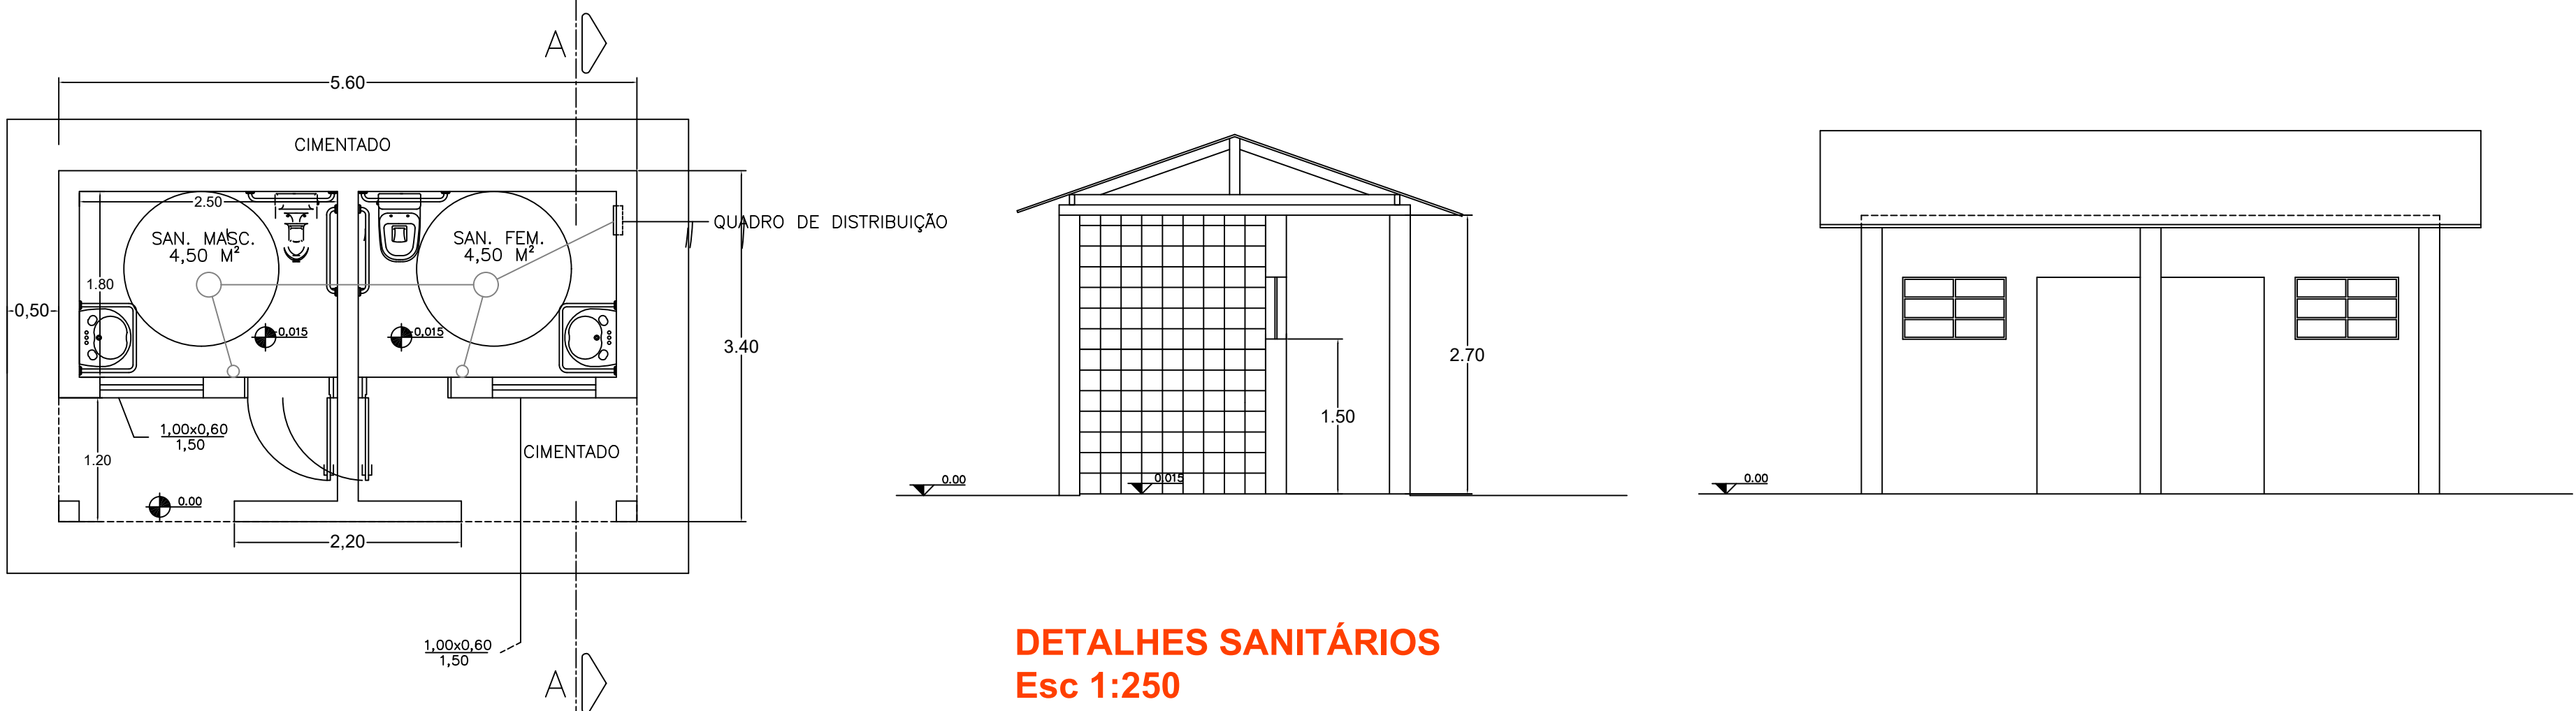 A
5.60
CIMENTADO
2.50
SAN. MASC.
4,50 M²
SAN. FEM.
4,50 M²
QUADRO DE DISTRIBUIÇÃO
1.80
0,50
-0,015
-0,015
3.40
1,00x0,60
1,50
1.20
CIMENTADO
0.00
2,20
1,00x0,60
1,50
A
2.70
1.50
0.00
0.015
0.00
DETALHES SANITÁRIOS
Esc 1:250